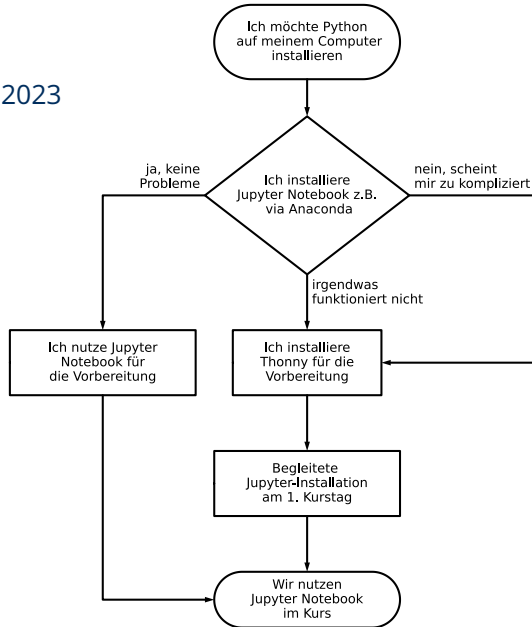 2023
Ich möchte Python
auf meinem Computer
installieren
ja, keine
Probleme
Ich installiere
Jupyter Notebook z.B.
via Anaconda
nein, scheint
mir zu kompliziert
irgendwas
funktioniert nicht
Ich nutze Jupyter
Notebook für
die Vorbereitung
Ich installiere
Thonny für die
Vorbereitung
Begleitete
Jupyter-Installation
am 1. Kurstag
Wir nutzen
Jupyter Notebook
im Kurs